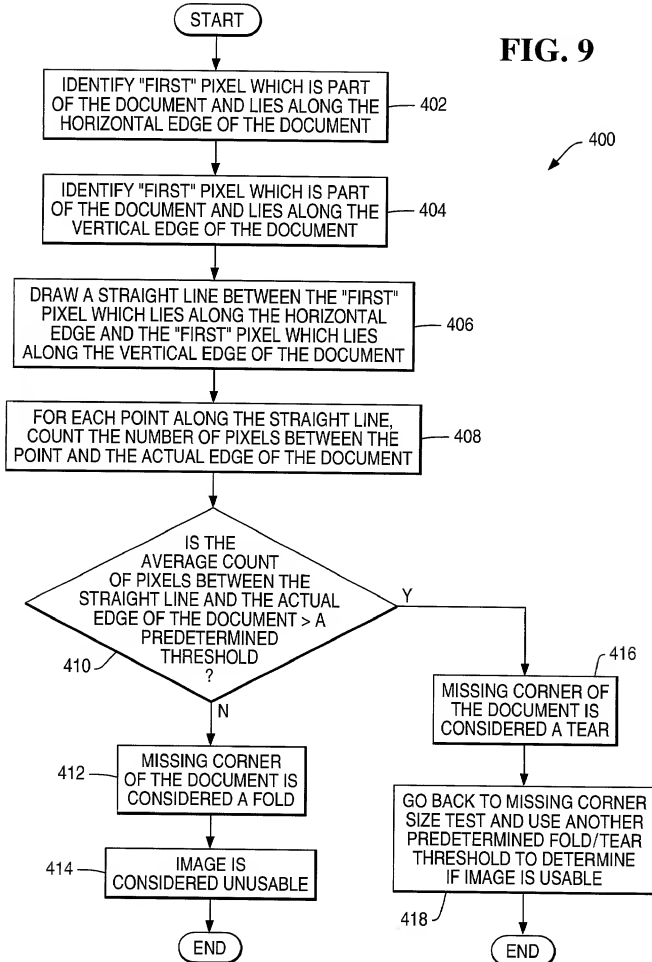 START
FIG. 9
IDENTIFY "FIRST" PIXEL WHICH IS PART
OF THE DOCUMENT AND LIES ALONG THE
HORIZONTAL EDGE OF THE DOCUMENT
402
400
IDENTIFY "FIRST" PIXEL WHICH IS PART
OF THE DOCUMENT AND LIES ALONG THE
VERTICAL EDGE OF THE DOCUMENT
404
DRAW A STRAIGHT LINE BETWEEN THE "FIRST"
PIXEL WHICH LIES ALONG THE HORIZONTAL
EDGE AND THE "FIRST" PIXEL WHICH LIES
ALONG THE VERTICAL EDGE OF THE DOCUMENT
406
FOR EACH POINT ALONG THE STRAIGHT LINE,
COUNT THE NUMBER OF PIXELS BETWEEN THE
POINT AND THE ACTUAL EDGE OF THE DOCUMENT
408
IS THE
AVERAGE COUNT
OF PIXELS BETWEEN THE
STRAIGHT LINE AND THE ACTUAL
EDGE OF THE DOCUMENT > A
PREDETERMINED
THRESHOLD
?
410
Y
N
412
MISSING CORNER
OF THE DOCUMENT IS
CONSIDERED A FOLD
414
IMAGE IS
CONSIDERED UNUSABLE
END
416
MISSING CORNER OF
THE DOCUMENT IS
CONSIDERED A TEAR
GO BACK TO MISSING CORNER
SIZE TEST AND USE ANOTHER
PREDETERMINED FOLD/TEAR
THRESHOLD TO DETERMINE
IF IMAGE IS USABLE
418
END